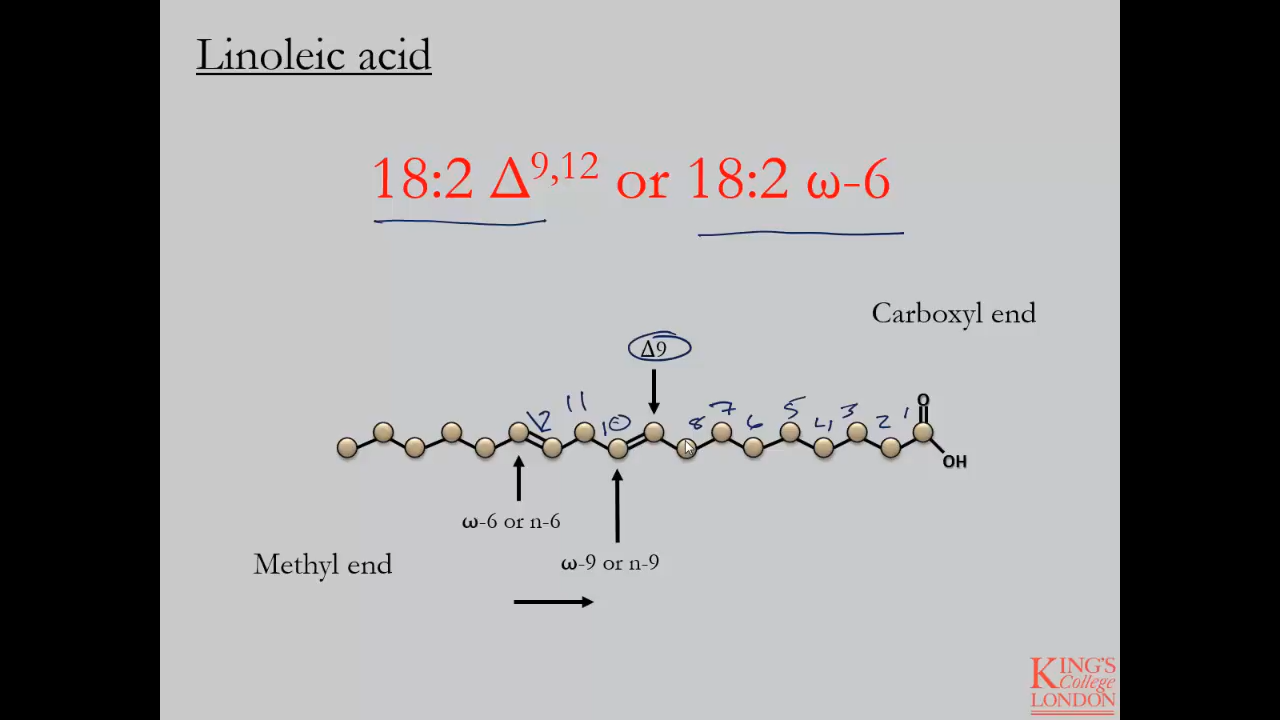 Linoleic acid
18:2 Δ9,12 or 18:2 ω-6
Carboxyl end
Δ9
12 11 10 8 7 6 5 4 3 2 1
O
OH
ω-6 or n-6
ω-9 or n-9
Methyl end
KING'S
College
LONDON